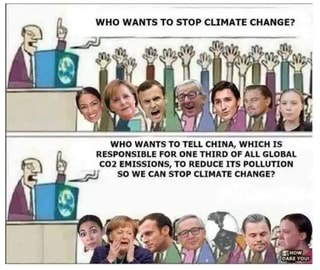 WHO WANTS TO STOP CLIMATE CHANGE?
WHO WANTS TO TELL CHINA, WHICH IS
RESPONSIBLE FOR ONE THIRD OF ALL GLOBAL
CO2 EMISSIONS, TO REDUCE ITS POLLUTION
SO WE CAN STOP CLIMATE CHANGE?
HOW
DARE YOU!